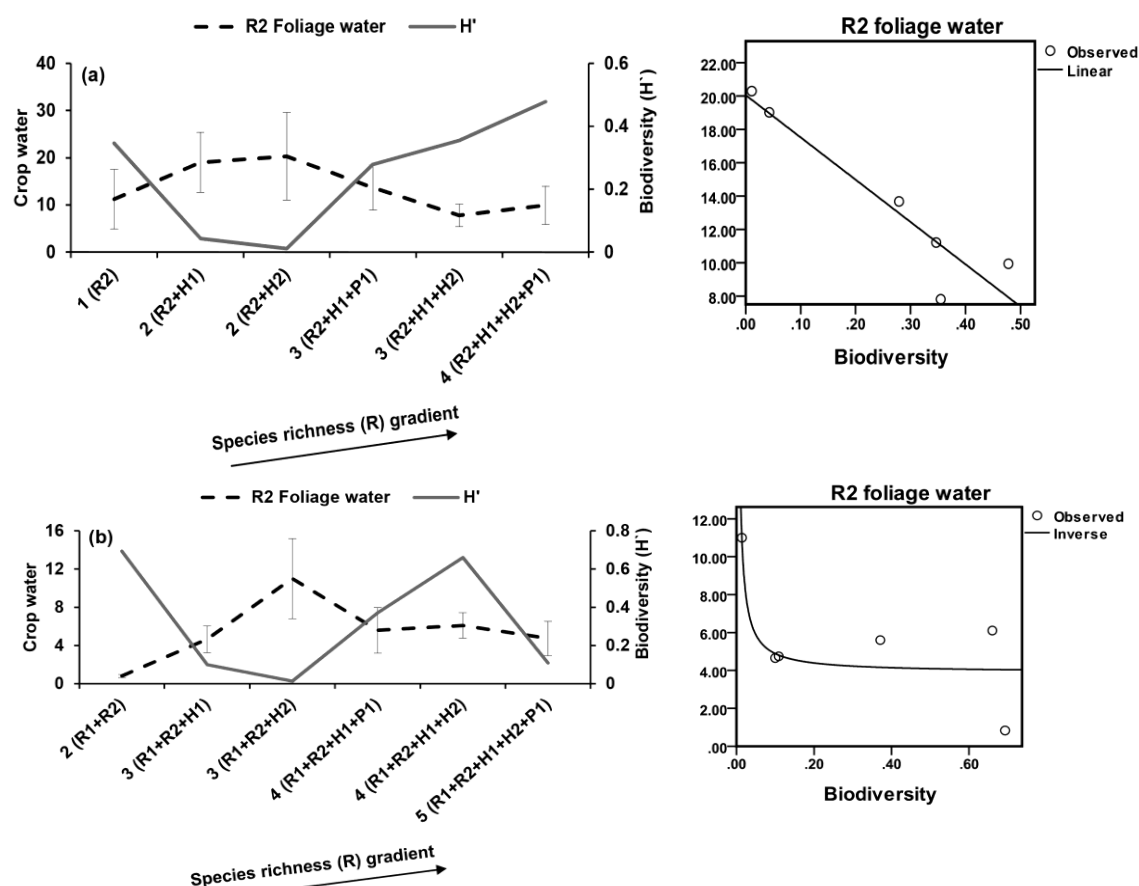 R2 Foliage water
H'
(a)
Crop water
40
30
20
10
0
0.6
0.4
0.2
0
Biodiversity (H`)
1 (R2)
2 (R2+H1)
2 (R2+H2)
3 (R2+H1+P1)
3 (R2+H1+H2)
4 (R2+H1+H2+P1)
Species richness (R) gradient
R2 foliage water
Observed
Linear
22.00
20.00
18.00
16.00
14.00
12.00
10.00
8.00
.00 .10 .20 .30 .40 .50
Biodiversity
R2 Foliage water
H'
(b)
Crop water
16
12
8
4
0
0.8
0.6
0.4
0.2
0
Biodiversity (H`)
2 (R1+R2)
3 (R1+R2+H1)
3 (R1+R2+H2)
4 (R1+R2+H1+P1)
4 (R1+R2+H1+H2)
5 (R1+R2+H1+H2+P1)
Species richness (R) gradient
R2 foliage water
Observed
Inverse
12.00
10.00
8.00
6.00
4.00
2.00
.00
.00 .20 .40 .60
Biodiversity